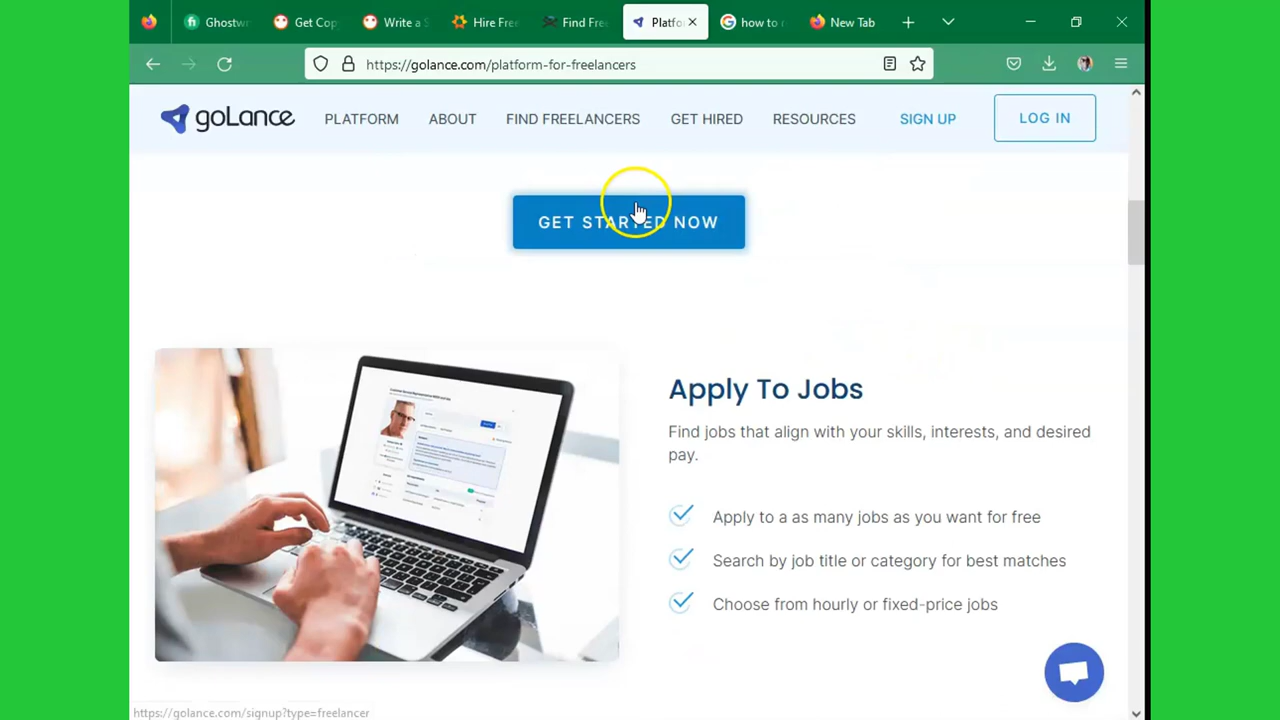 Ghostw
Get Cop
Write a S
Hire Free
Find Free
Platfo
how to r
New Tab
https://golance.com/platform-for-freelancers
goLance
PLATFORM
ABOUT
FIND FREELANCERS
GET HIRED
RESOURCES
SIGN UP
LOG IN
GET STARTED NOW
Apply To Jobs
Find jobs that align with your skills, interests, and desired
pay.
Apply to a as many jobs as you want for free
Search by job title or category for best matches
Choose from hourly or fixed-price jobs
https://golance.com/signup?type=freelancer